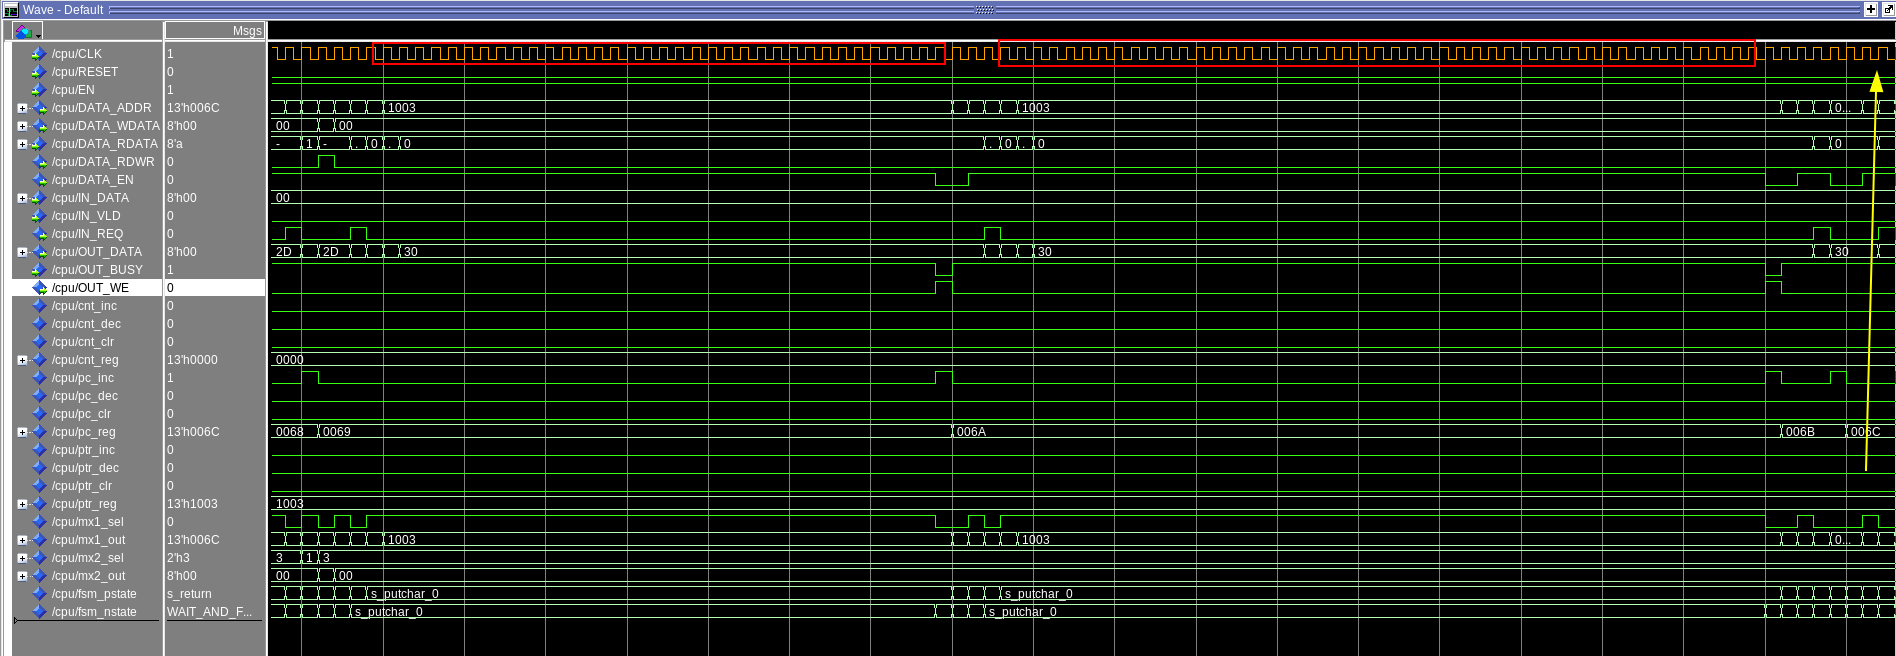 Wave - Default
Msgs
/cpu/CLK 1
/cpu/RESET 0
/cpu/EN 1
/cpu/DATA_ADDR 13'h006C 1003 1003 0...
/cpu/DATA_WDATA 8'h00 00 00
/cpu/DATA_RDATA 8'a - 1 - . 0 . 0 . 0 . 0 0
/cpu/DATA_RDWR 0
/cpu/DATA_EN 0
/cpu/IN_DATA 8'h00 00
/cpu/IN_VLD 0
/cpu/IN_REQ 0
/cpu/OUT_DATA 8'h00 2D 2D 30 30 30
/cpu/OUT_BUSY 1
/cpu/OUT_WE 0
/cpu/cnt_inc 0
/cpu/cnt_dec 0
/cpu/cnt_clr 0
/cpu/cnt_reg 13'h0000 0000
/cpu/pc_inc 1
/cpu/pc_dec 0
/cpu/pc_clr 0
/cpu/pc_reg 13'h006C 0068 0069 006A 006B 006C
/cpu/ptr_inc 0
/cpu/ptr_dec 0
/cpu/ptr_clr 0
/cpu/ptr_reg 13'h1003 1003
/cpu/mx1_sel 0
/cpu/mx1_out 13'h006C 1003 1003 0...
/cpu/mx2_sel 2'h3 3 1 3
/cpu/mx2_out 8'h00 00 00
/cpu/fsm_pstate s_return s_putchar_0 s_putchar_0
/cpu/fsm_nstate WAIT_AND_F... s_putchar_0 s_putchar_0